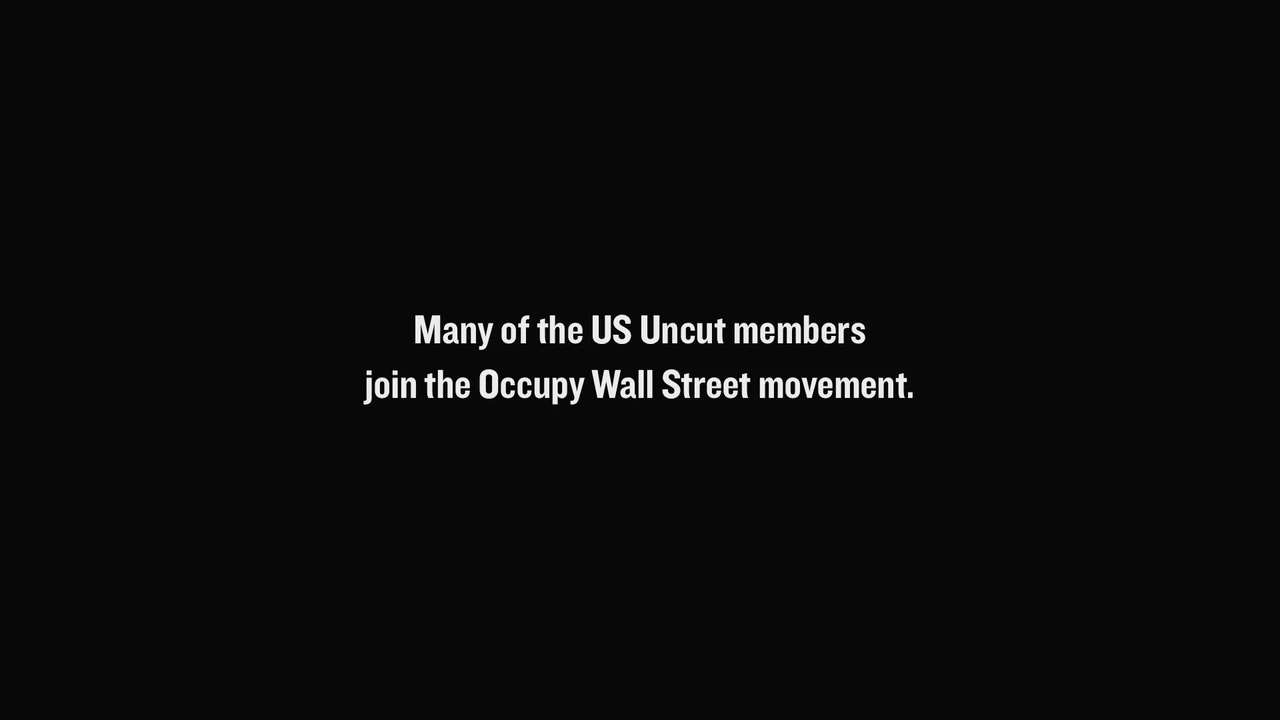 Many of the US Uncut members
join the Occupy Wall Street movement.